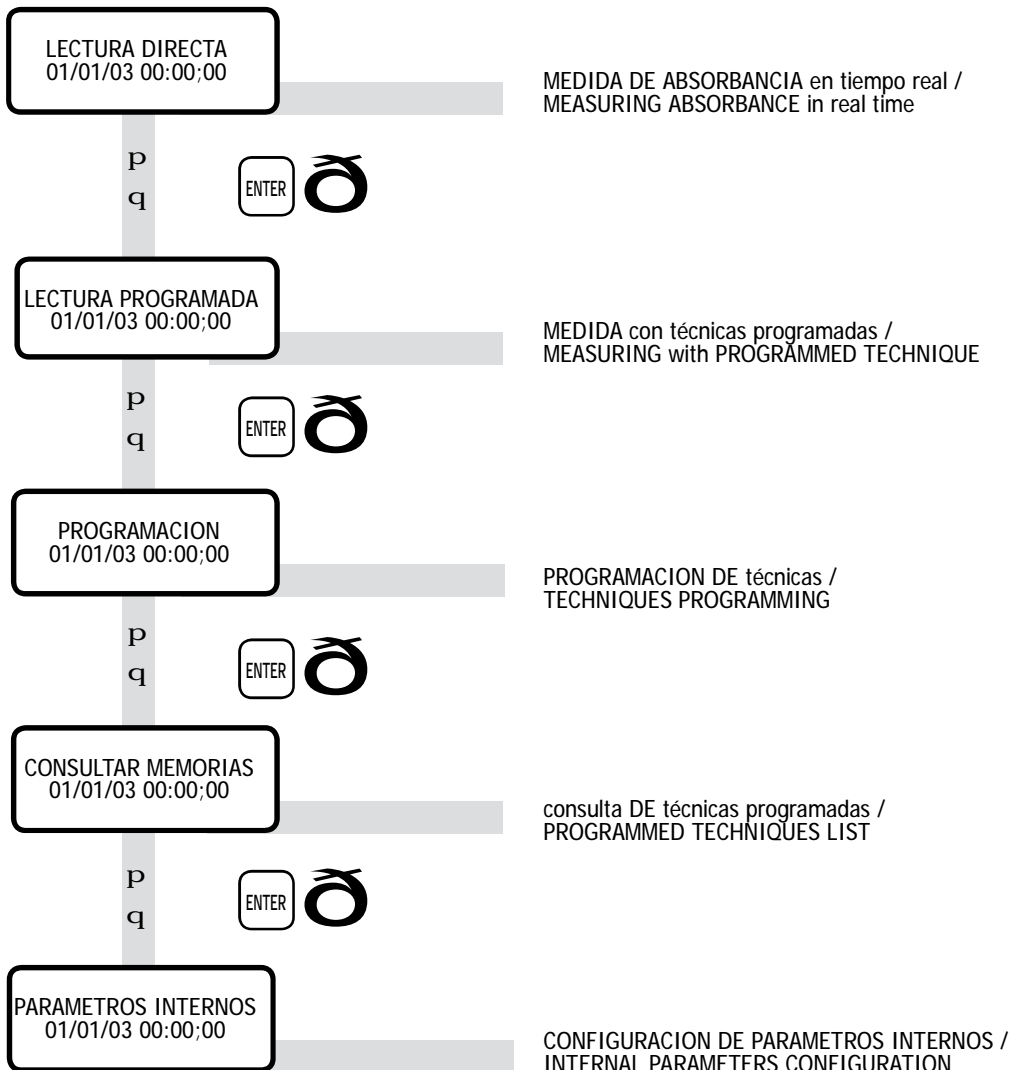 LECTURA DIRECTA
01/01/03 00:00;00
MEDIDA DE ABSORBANCIA en tiempo real /
MEASURING ABSORBANCE in real time
p
q
ENTER ð
LECTURA PROGRAMADA
01/01/03 00:00;00
MEDIDA con técnicas programadas /
MEASURING with PROGRAMMED TECHNIQUE
p
q
ENTER ð
PROGRAMACION
01/01/03 00:00;00
PROGRAMACION DE técnicas /
TECHNIQUES PROGRAMMING
p
q
ENTER ð
CONSULTAR MEMORIAS
01/01/03 00:00;00
consulta DE técnicas programadas /
PROGRAMMED TECHNIQUES LIST
p
q
ENTER ð
PARAMETROS INTERNOS
01/01/03 00:00;00
CONFIGURACION DE PARAMETROS INTERNOS /
INTERNAL PARAMETERS CONFIGURATION